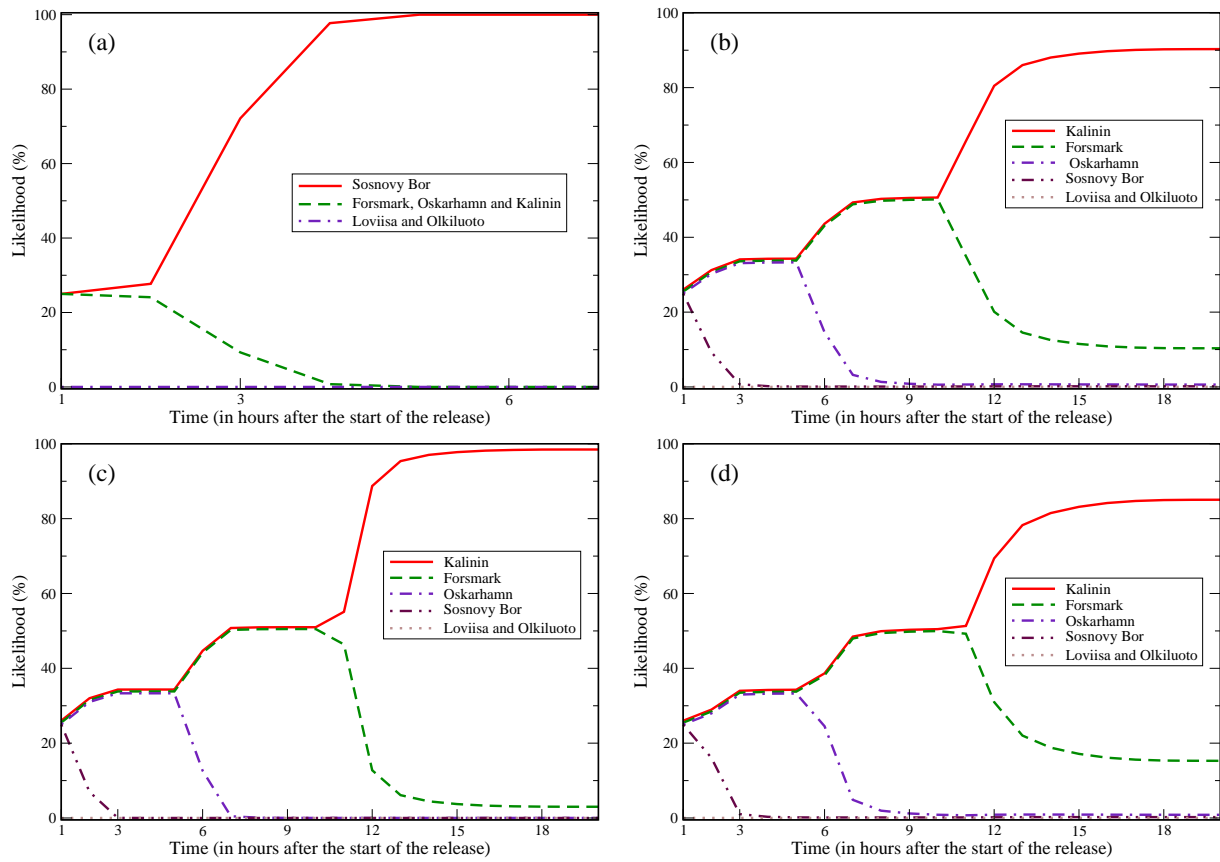 (a)
100
80
60
40
20
0
Likelihood (%)
Sosnovy Bor
Forsmark, Oskarhamn and Kalinin
Loviisa and Olkiluoto
1 3 6
Time (in hours after the start of the release)
(b)
100
80
60
40
20
0
Likelihood (%)
Kalinin
Forsmark
Oskarhamn
Sosnovy Bor
Loviisa and Olkiluoto
1 3 6 9 12 15 18
Time (in hours after the start of the release)
(c)
100
80
60
40
20
0
Likelihood (%)
Kalinin
Forsmark
Oskarhamn
Sosnovy Bor
Loviisa and Olkiluoto
1 3 6 9 12 15 18
Time (in hours after the start of the release)
(d)
100
80
60
40
20
0
Likelihood (%)
Kalinin
Forsmark
Oskarhamn
Sosnovy Bor
Loviisa and Olkiluoto
1 3 6 9 12 15 18
Time (in hours after the start of the release)